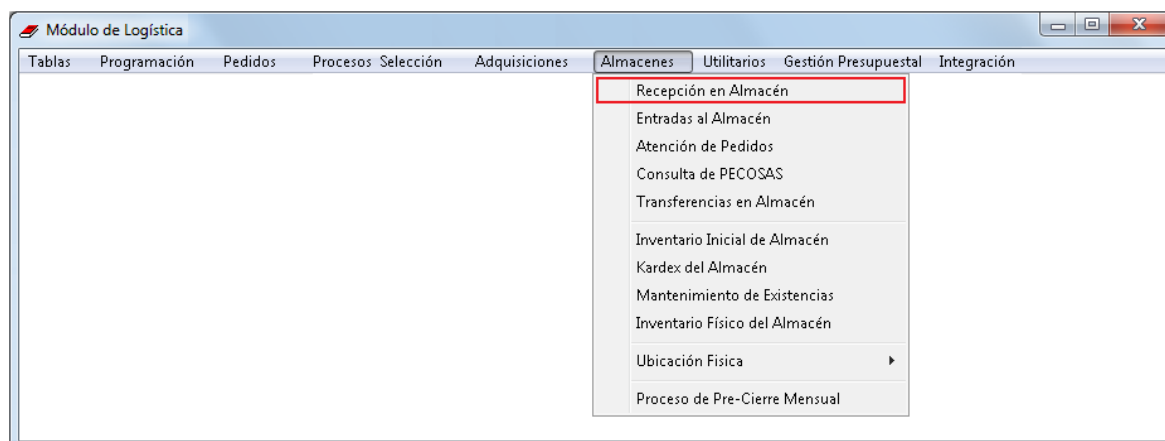 Módulo de Logística
Tablas Programación Pedidos Procesos Selección Adquisiciones Almacenes Utilitarios Gestión Presupuestal Integración
Recepción en Almacén
Entradas al Almacén
Atención de Pedidos
Consulta de PECOSAS
Transferencias en Almacén
Inventario Inicial de Almacén
Kardex del Almacén
Mantenimiento de Existencias
Inventario Físico del Almacén
Ubicación Fisica
Proceso de Pre-Cierre Mensual